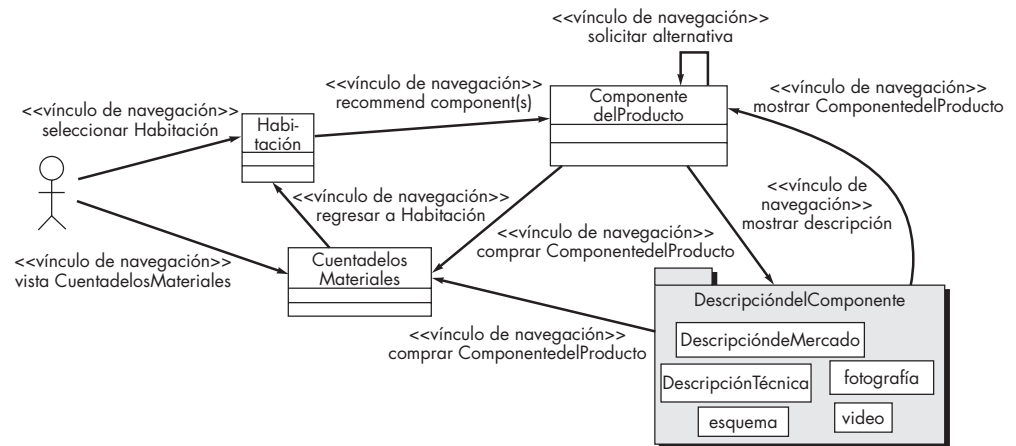 <<vínculo de navegación>>
solicitar alternativa
<<vínculo de navegación>>
recommend component(s)
<<vínculo de navegación>>
seleccionar Habitación
Habi-
tación
Componente
delProducto
<<vínculo de navegación>>
mostrar ComponentedelProducto
<<vínculo de navegación>>
regresar a Habitación
<<vínculo de
navegación>>
mostrar descripción
<<vínculo de navegación>>
comprar ComponentedelProducto
<<vínculo de navegación>>
vista CuentadelosMateriales
Cuentadelos
Materiales
<<vínculo de navegación>>
comprar ComponentedelProducto
DescripcióndelComponente
DescripcióndeMercado
DescripciónTécnica
fotografía
esquema
video